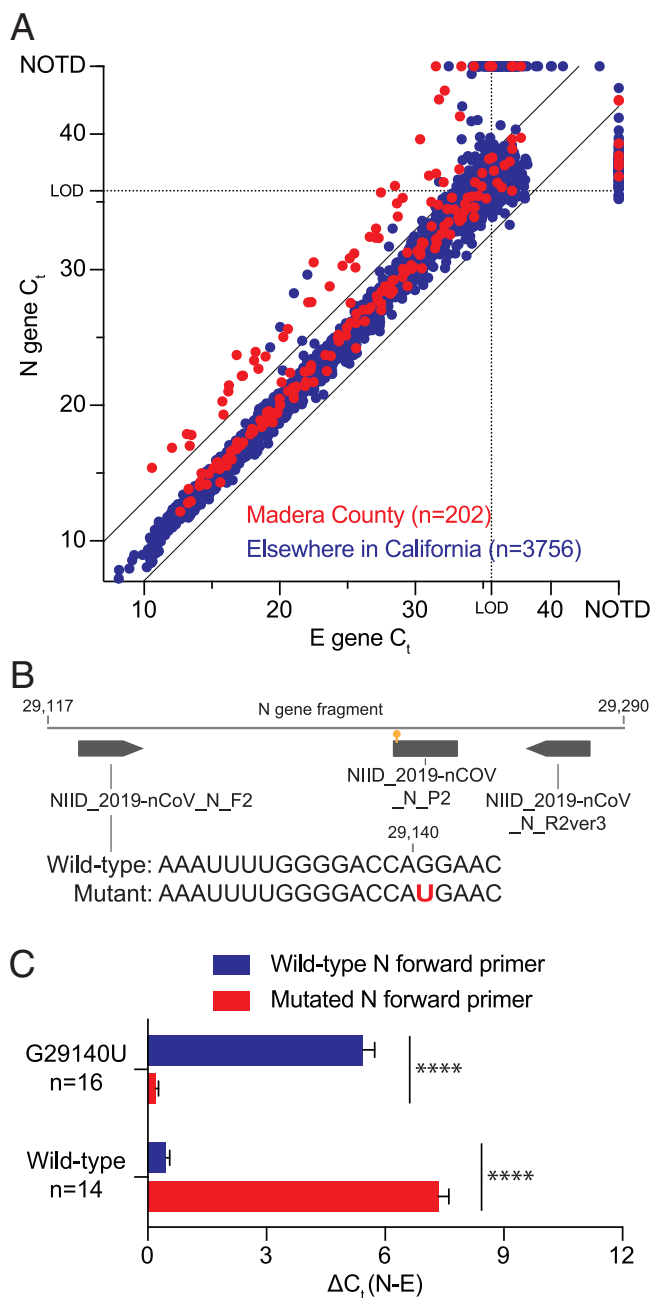 A
NOTD
40
LOD
30
20
10
N gene Ct
Madera County (n=202)
Elsewhere in California (n=3756)
10
20
30
LOD
40
NOTD
E gene Ct
B
29,117
N gene fragment
29,290
NIID_2019-nCoV_N_F2
NIID_2019-nCOV
_N_P2
NIID_2019-nCoV
_N_R2ver3
29,140
Wild-type: AAAUUUUGGGGACCAGGAAC
Mutant: AAAUUUUGGGGACCAUGAAC
C
Wild-type N forward primer
Mutated N forward primer
G29140U
n=16
****
Wild-type
n=14
****
0
3
6
9
12
ΔCt (N-E)